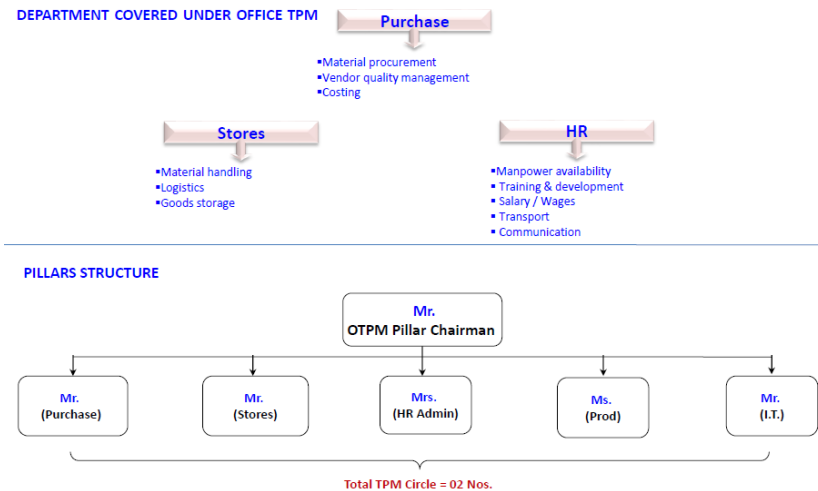 DEPARTMENT COVERED UNDER OFFICE TPM
Purchase
▪Material procurement
▪Vendor quality management
▪Costing
Stores
▪Material handling
▪Logistics
▪Goods storage
HR
▪Manpower availability
▪ Training & development
▪ Salary / Wages
▪ Transport
▪ Communication
PILLARS STRUCTURE
Mr.
OTPM Pillar Chairman
Mr.
(Purchase)
Mr.
(Stores)
Mrs.
(HR Admin)
Ms.
(Prod)
Mr.
(I.T.)
Total TPM Circle = 02 Nos.